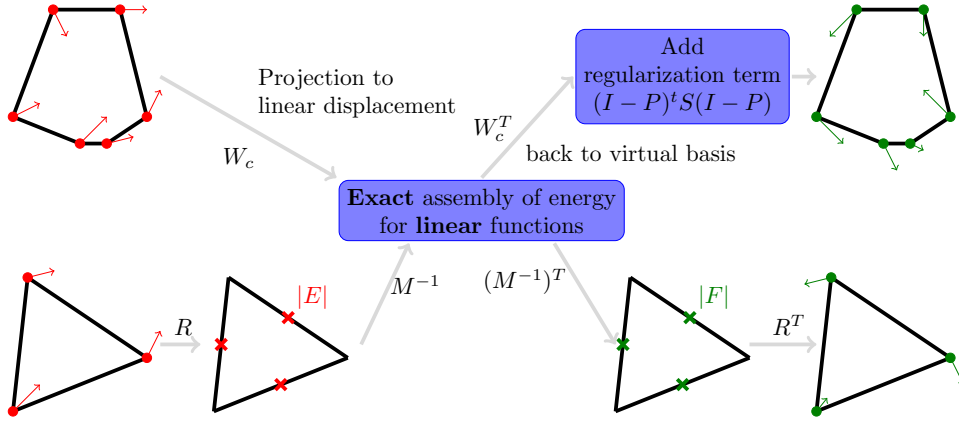 Add
regularization term
$(I - P)^t S(I - P)$
Projection to
linear displacement
$W_c^T$
$W_c$
back to virtual basis
Exact assembly of energy
for linear functions
$M^{-1}$
$(M^{-1})^T$
$|E|$
$|F|$
$R$
$R^T$